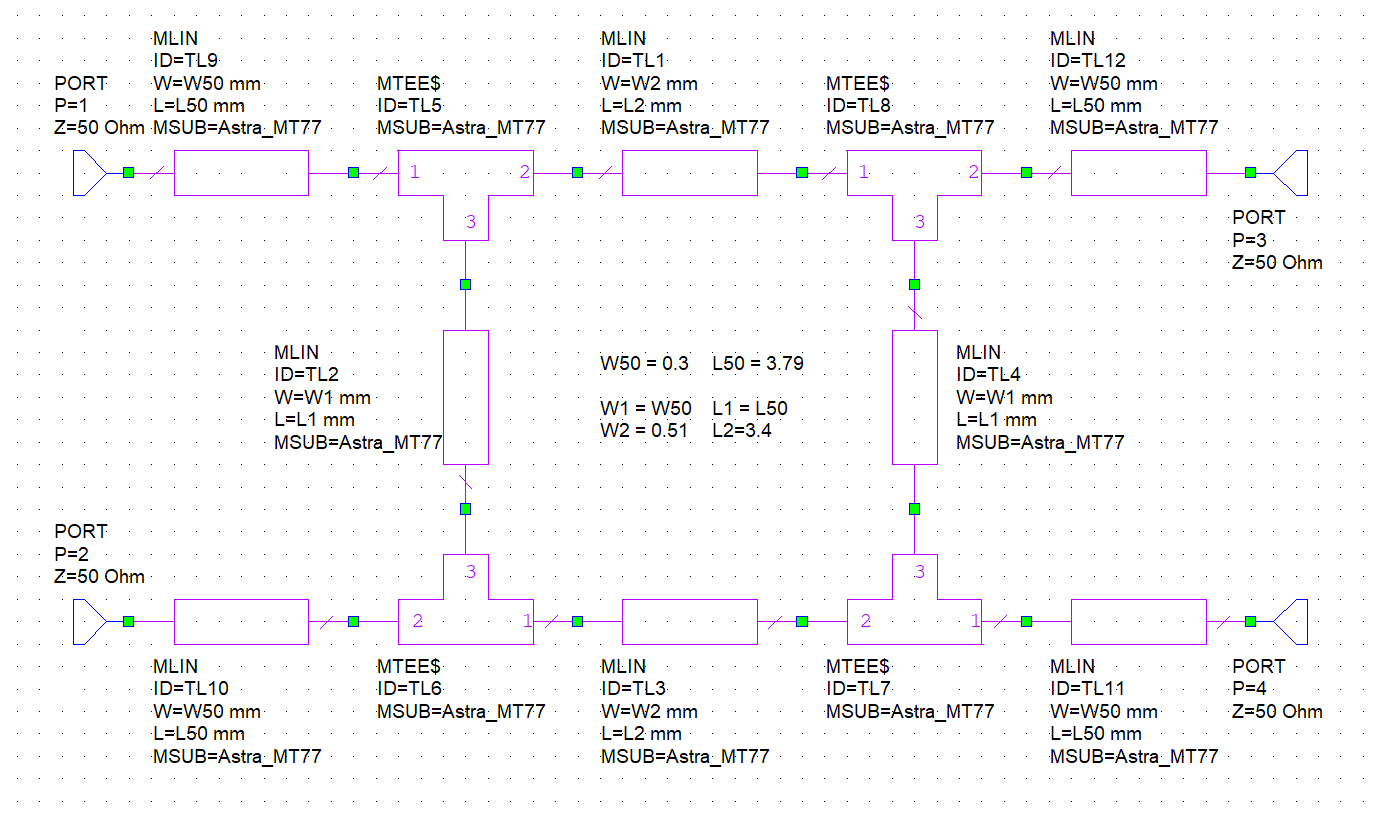 MLIN
ID=TL9
W=W50 mm
L=L50 mm
MSUB=Astra_MT77
MLIN
ID=TL1
W=W2 mm
L=L2 mm
MSUB=Astra_MT77
MLIN
ID=TL12
W=W50 mm
L=L50 mm
MSUB=Astra_MT77
PORT
P=1
Z=50 Ohm
MTEE$
ID=TL5
MSUB=Astra_MT77
MTEE$
ID=TL8
MSUB=Astra_MT77
1
2
3
1
2
3
PORT
P=3
Z=50 Ohm
MLIN
ID=TL2
W=W1 mm
L=L1 mm
MSUB=Astra_MT77
W50 = 0.3 L50 = 3.79
W1 = W50 L1 = L50
W2 = 0.51 L2=3.4
MLIN
ID=TL4
W=W1 mm
L=L1 mm
MSUB=Astra_MT77
PORT
P=2
Z=50 Ohm
3
2
1
3
2
1
MLIN
ID=TL10
W=W50 mm
L=L50 mm
MSUB=Astra_MT77
MTEE$
ID=TL6
MSUB=Astra_MT77
MLIN
ID=TL3
W=W2 mm
L=L2 mm
MSUB=Astra_MT77
MTEE$
ID=TL7
MSUB=Astra_MT77
MLIN
ID=TL11
W=W50 mm
L=L50 mm
MSUB=Astra_MT77
PORT
P=4
Z=50 Ohm